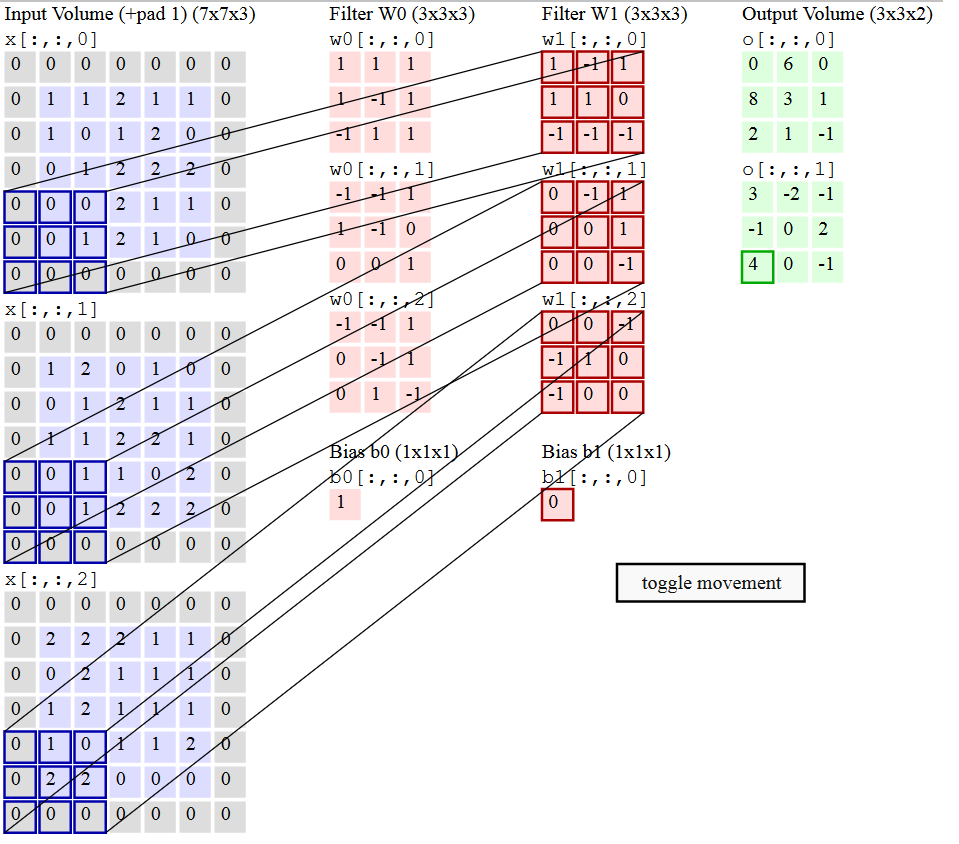 Input Volume (+pad 1) (7x7x3)
x[:,:,0]
0 0 0 0 0 0 0
0 1 1 2 1 1 0
0 1 0 1 2 0 0
0 0 1 2 2 2 0
0 0 0 2 1 1 0
0 0 1 2 1 0 0
0 0 0 0 0 0 0
x[:,:,1]
0 0 0 0 0 0 0
0 1 2 0 1 0 0
0 0 1 2 1 1 0
0 1 1 2 2 1 0
0 0 1 1 0 2 0
0 0 1 2 2 2 0
0 0 0 0 0 0 0
x[:,:,2]
0 0 0 0 0 0 0
0 2 2 2 1 1 0
0 0 2 1 1 1 0
0 1 2 1 1 1 0
0 1 0 1 1 2 0
0 2 2 0 0 0 0
0 0 0 0 0 0 0
Filter W0 (3x3x3)
w0[:,:,0]
1 1 1
1 -1 1
-1 1 1
w0[:,:,1]
-1 -1 1
1 -1 0
0 0 1
w0[:,:,2]
-1 -1 1
0 -1 1
0 1 -1
Bias b0 (1x1x1)
b0[:,:,0]
1
Filter W1 (3x3x3)
w1[:,:,0]
1 -1 1
1 1 0
-1 -1 -1
w1[:,:,1]
0 -1 1
0 0 1
0 0 -1
w1[:,:,2]
0 0 -1
-1 1 0
-1 0 0
Bias b1 (1x1x1)
b1[:,:,0]
0
Output Volume (3x3x2)
o[:,:,0]
0 6 0
8 3 1
2 1 -1
o[:,:,1]
3 -2 -1
-1 0 2
4 0 -1
toggle movement